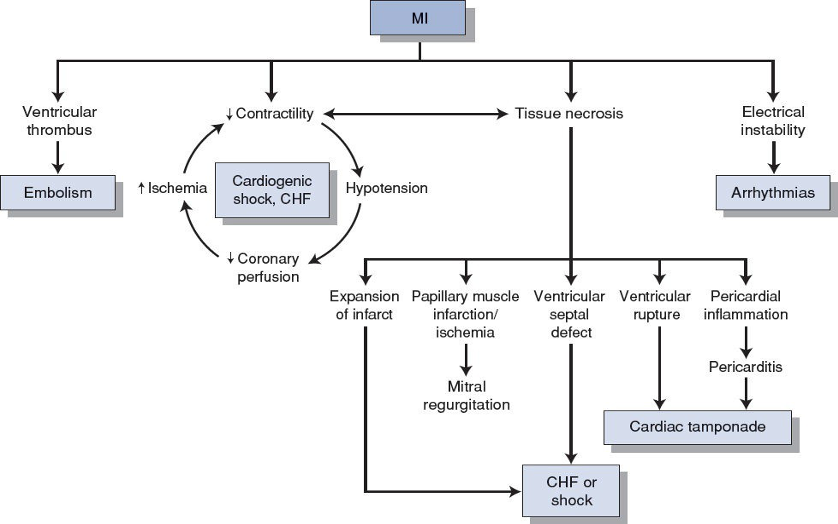 MI
Ventricular
thrombus
↓ Contractility
Tissue necrosis
Electrical
instability
Embolism
↑ Ischemia
Cardiogenic
shock, CHF
Hypotension
Arrhythmias
↓ Coronary
perfusion
Expansion
of infarct
Papillary muscle
infarction/
ischemia
Ventricular
septal
defect
Ventricular
rupture
Pericardial
inflammation
Mitral
regurgitation
Pericarditis
Cardiac tamponade
CHF or
shock